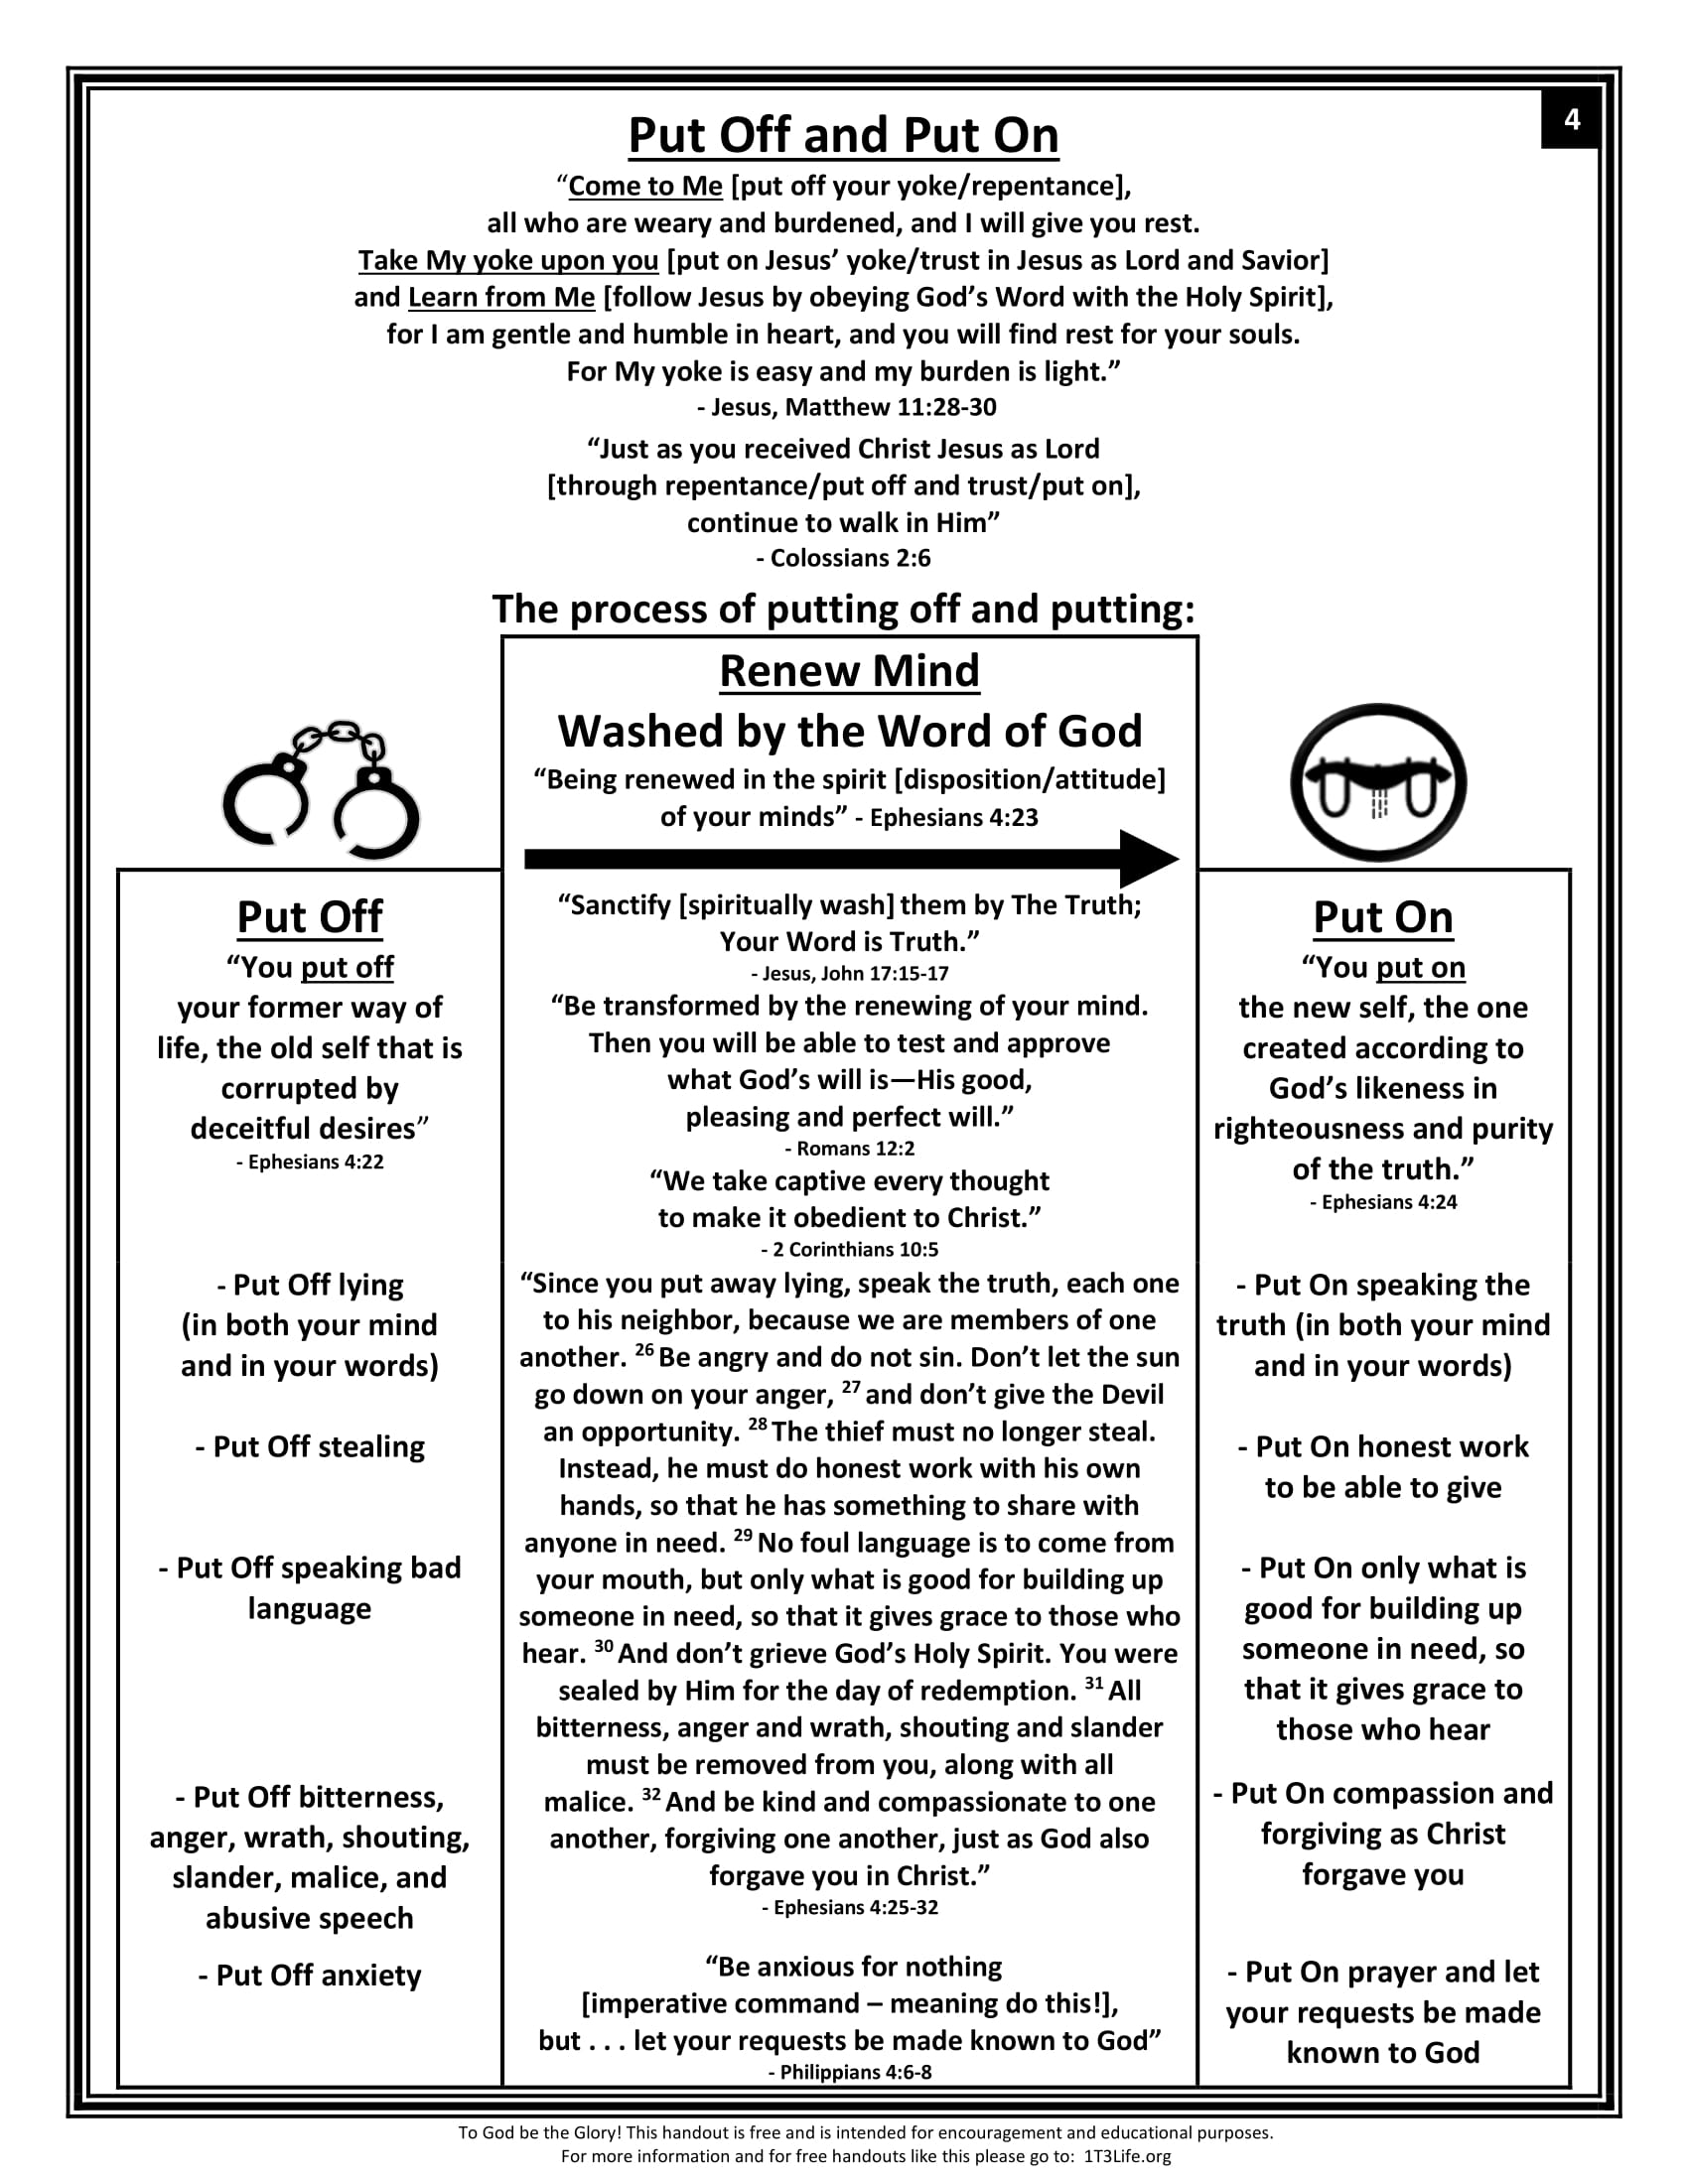 4
Put Off and Put On
“Come to Me [put off your yoke/repentance],
all who are weary and burdened, and I will give you rest.
Take My yoke upon you [put on Jesus’ yoke/trust in Jesus as Lord and Savior]
and Learn from Me [follow Jesus by obeying God’s Word with the Holy Spirit],
for I am gentle and humble in heart, and you will find rest for your souls.
For My yoke is easy and my burden is light.”
- Jesus, Matthew 11:28-30
“Just as you received Christ Jesus as Lord
[through repentance/put off and trust/put on],
continue to walk in Him”
- Colossians 2:6
The process of putting off and putting:
Put Off
“You put off
your former way of
life, the old self that is
corrupted by
deceitful desires”
- Ephesians 4:22
- Put Off lying
(in both your mind
and in your words)
- Put Off stealing
- Put Off speaking bad
language
- Put Off bitterness,
anger, wrath, shouting,
slander, malice, and
abusive speech
- Put Off anxiety
Renew Mind
Washed by the Word of God
“Being renewed in the spirit [disposition/attitude]
of your minds” - Ephesians 4:23
“Sanctify [spiritually wash] them by The Truth;
Your Word is Truth.”
- Jesus, John 17:15-17
“Be transformed by the renewing of your mind.
Then you will be able to test and approve
what God’s will is—His good,
pleasing and perfect will.”
- Romans 12:2
“We take captive every thought
to make it obedient to Christ.”
- 2 Corinthians 10:5
“Since you put away lying, speak the truth, each one
to his neighbor, because we are members of one
another. 26 Be angry and do not sin. Don’t let the sun
go down on your anger, 27 and don’t give the Devil
an opportunity. 28 The thief must no longer steal.
Instead, he must do honest work with his own
hands, so that he has something to share with
anyone in need. 29 No foul language is to come from
your mouth, but only what is good for building up
someone in need, so that it gives grace to those who
hear. 30 And don’t grieve God’s Holy Spirit. You were
sealed by Him for the day of redemption. 31 All
bitterness, anger and wrath, shouting and slander
must be removed from you, along with all
malice. 32 And be kind and compassionate to one
another, forgiving one another, just as God also
forgave you in Christ.”
- Ephesians 4:25-32
“Be anxious for nothing
[imperative command – meaning do this!],
but . . . let your requests be made known to God”
- Philippians 4:6-8
Put On
“You put on
the new self, the one
created according to
God’s likeness in
righteousness and purity
of the truth.”
- Ephesians 4:24
- Put On speaking the
truth (in both your mind
and in your words)
- Put On honest work
to be able to give
- Put On only what is
good for building up
someone in need, so
that it gives grace to
those who hear
- Put On compassion and
forgiving as Christ
forgave you
- Put On prayer and let
your requests be made
known to God
To God be the Glory! This handout is free and is intended for encouragement and educational purposes.
For more information and for free handouts like this please go to: 1T3Life.org